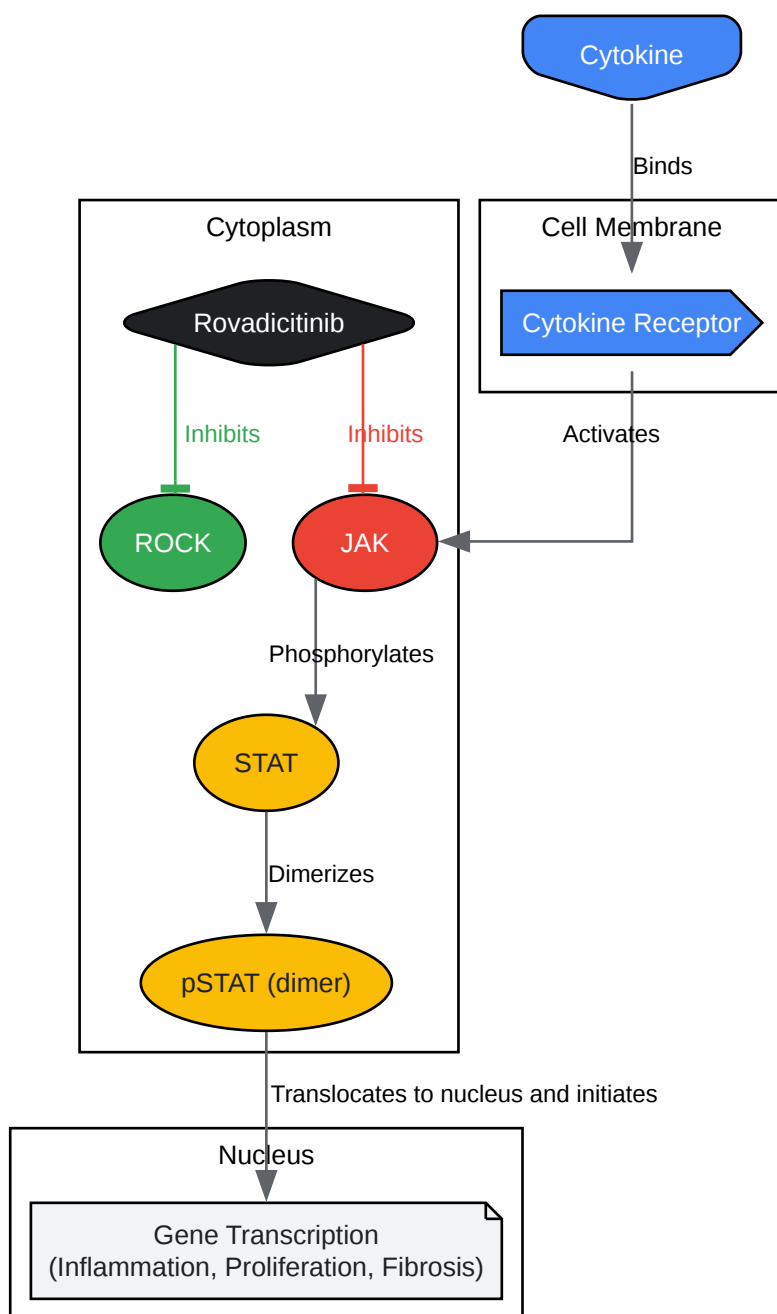 Cytokine
Binds
Cytoplasm
Cell Membrane
Rovadicitinib
Cytokine Receptor
Inhibits
Inhibits
Activates
ROCK
JAK
Phosphorylates
STAT
Dimerizes
pSTAT (dimer)
Translocates to nucleus and initiates
Nucleus
Gene Transcription
(Inflammation, Proliferation, Fibrosis)